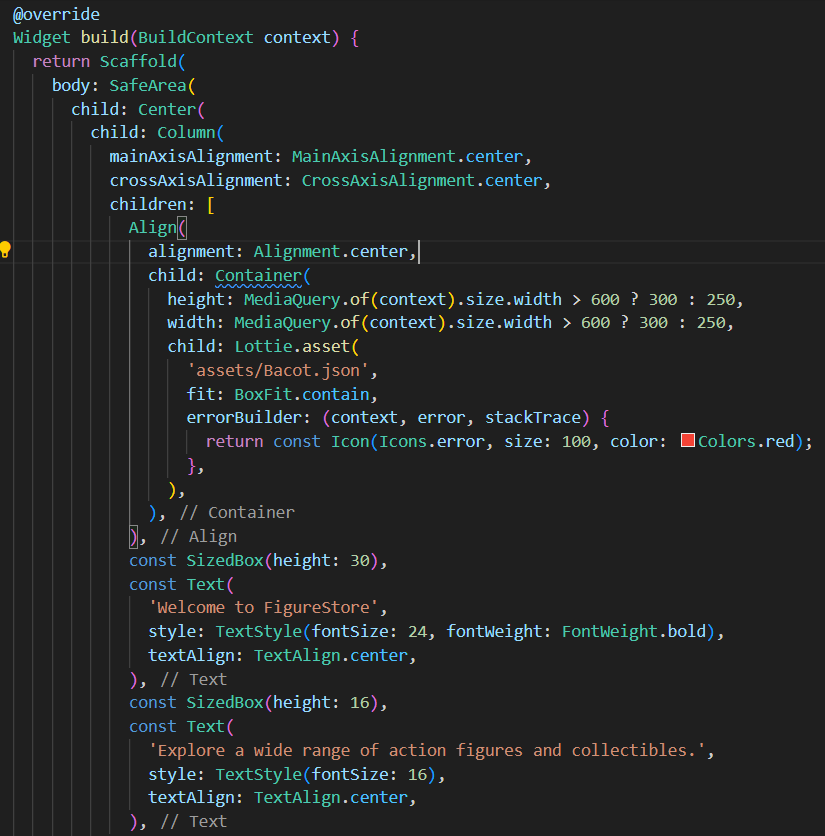 @override
Widget build(BuildContext context) {
  return Scaffold(
    body: SafeArea(
      child: Center(
        child: Column(
          mainAxisAlignment: MainAxisAlignment.center,
          crossAxisAlignment: CrossAxisAlignment.center,
          children: [
            Align(
              alignment: Alignment.center,
              child: Container(
                height: MediaQuery.of(context).size.width > 600 ? 300 : 250,
                width: MediaQuery.of(context).size.width > 600 ? 300 : 250,
                child: Lottie.asset(
                  'assets/Bacot.json',
                  fit: BoxFit.contain,
                  errorBuilder: (context, error, stackTrace) {
                    return const Icon(Icons.error, size: 100, color: Colors.red);
                  },
                ),
              ), // Container
            ), // Align
            const SizedBox(height: 30),
            const Text(
              'Welcome to FigureStore',
              style: TextStyle(fontSize: 24, fontWeight: FontWeight.bold),
              textAlign: TextAlign.center,
            ), // Text
            const SizedBox(height: 16),
            const Text(
              'Explore a wide range of action figures and collectibles.',
              style: TextStyle(fontSize: 16),
              textAlign: TextAlign.center,
            ), // Text